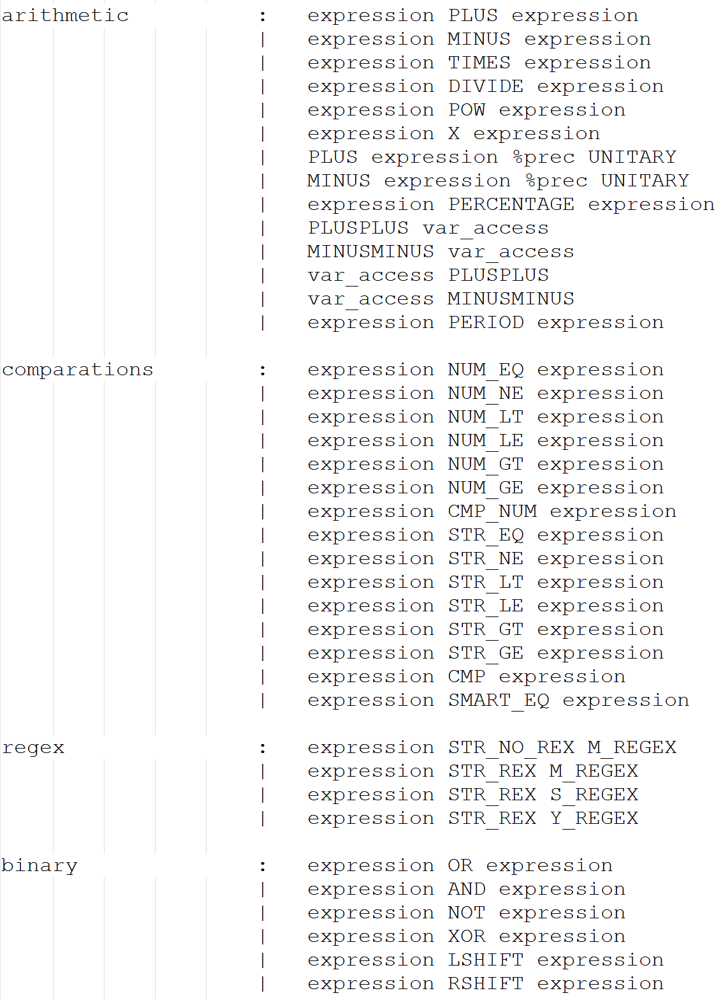 arithmetic : expression PLUS expression
| expression MINUS expression
| expression TIMES expression
| expression DIVIDE expression
| expression POW expression
| expression X expression
| PLUS expression %prec UNITARY
| MINUS expression %prec UNITARY
| expression PERCENTAGE expression
| PLUSPLUS var_access
| MINUSMINUS var_access
| var_access PLUSPLUS
| var_access MINUSMINUS
| expression PERIOD expression
comparations : expression NUM_EQ expression
| expression NUM_NE expression
| expression NUM_LT expression
| expression NUM_LE expression
| expression NUM_GT expression
| expression NUM_GE expression
| expression CMP_NUM expression
| expression STR_EQ expression
| expression STR_NE expression
| expression STR_LT expression
| expression STR_LE expression
| expression STR_GT expression
| expression STR_GE expression
| expression CMP expression
| expression SMART_EQ expression
regex : expression STR_NO_REX M_REGEX
| expression STR_REX M_REGEX
| expression STR_REX S_REGEX
| expression STR_REX Y_REGEX
binary : expression OR expression
| expression AND expression
| expression NOT expression
| expression XOR expression
| expression LSHIFT expression
| expression RSHIFT expression